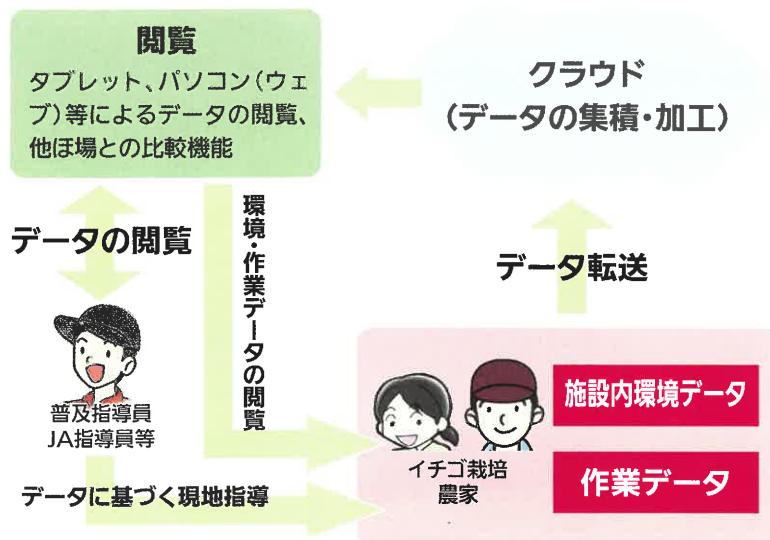 閲覧
タブレット、パソコン（ウェ
ブ）等によるデータの閲覧、
他ほ場との比較機能
クラウド
（データの集積・加工）
データの閲覧
環境・作業データの閲覧
データ転送
普及指導員
JA指導員等
イチゴ栽培
農家
施設内環境データ
作業データ
データに基づく現地指導